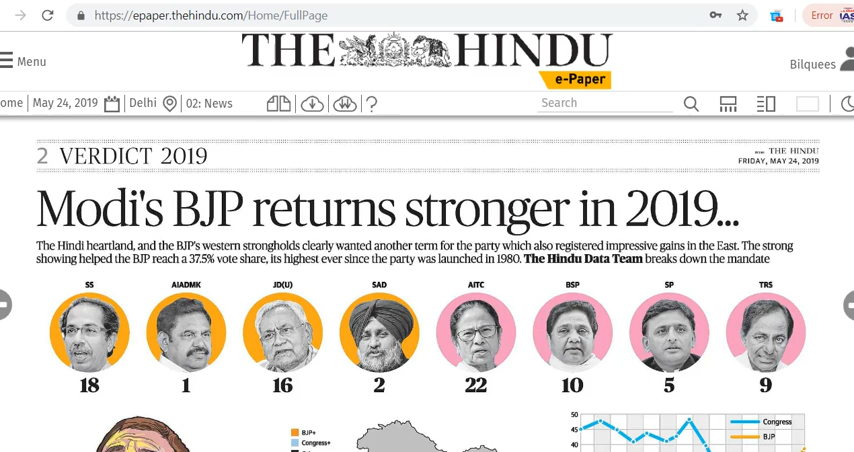 https://epaper.thehindu.com/Home/FullPage
Error
IAS
Menu
THE HINDU
e-Paper
Bilquees
ome May 24, 2019 Delhi 02: News ? Search
2 VERDICT 2019
THE HINDU
FRIDAY, MAY 24, 2019
Modi's BJP returns stronger in 2019...
The Hindi heartland, and the BJP's western strongholds clearly wanted another term for the party which also registered impressive gains in the East. The strong
showing helped the BJP reach a 37.5% vote share, its highest ever since the party was launched in 1980. The Hindu Data Team breaks down the mandate
SS AIADMK JD(U) SAD AITC BSP SP TRS
18 1 16 2 22 10 5 9
BJP+
Congress+
50
45
40
Congress
BJP